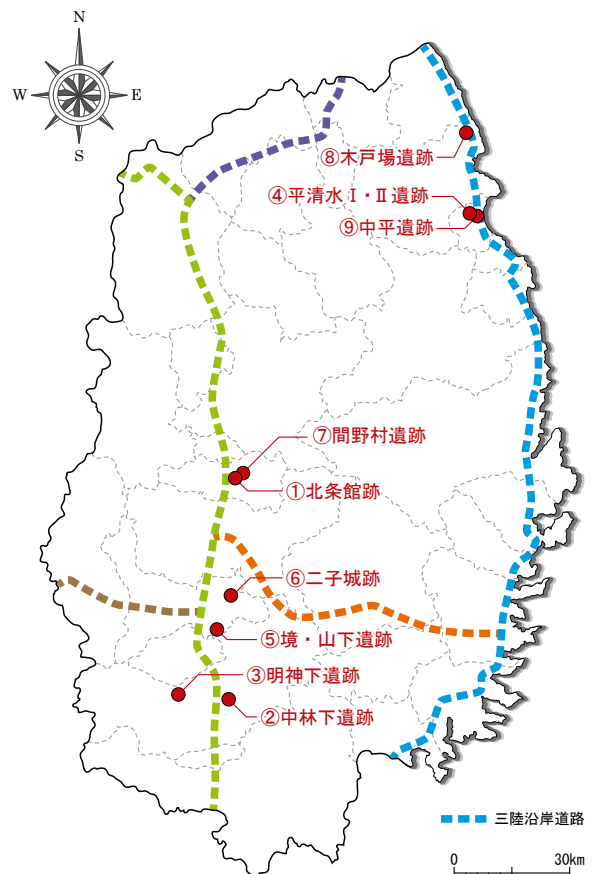 N
W
E
S
⑧木戸場遺跡
④平清水Ⅰ・Ⅱ遺跡
⑨中平遺跡
⑦間野村遺跡
①北条館跡
⑥二子城跡
⑤境・山下遺跡
③明神下遺跡
②中林下遺跡
三陸沿岸道路
0 30km